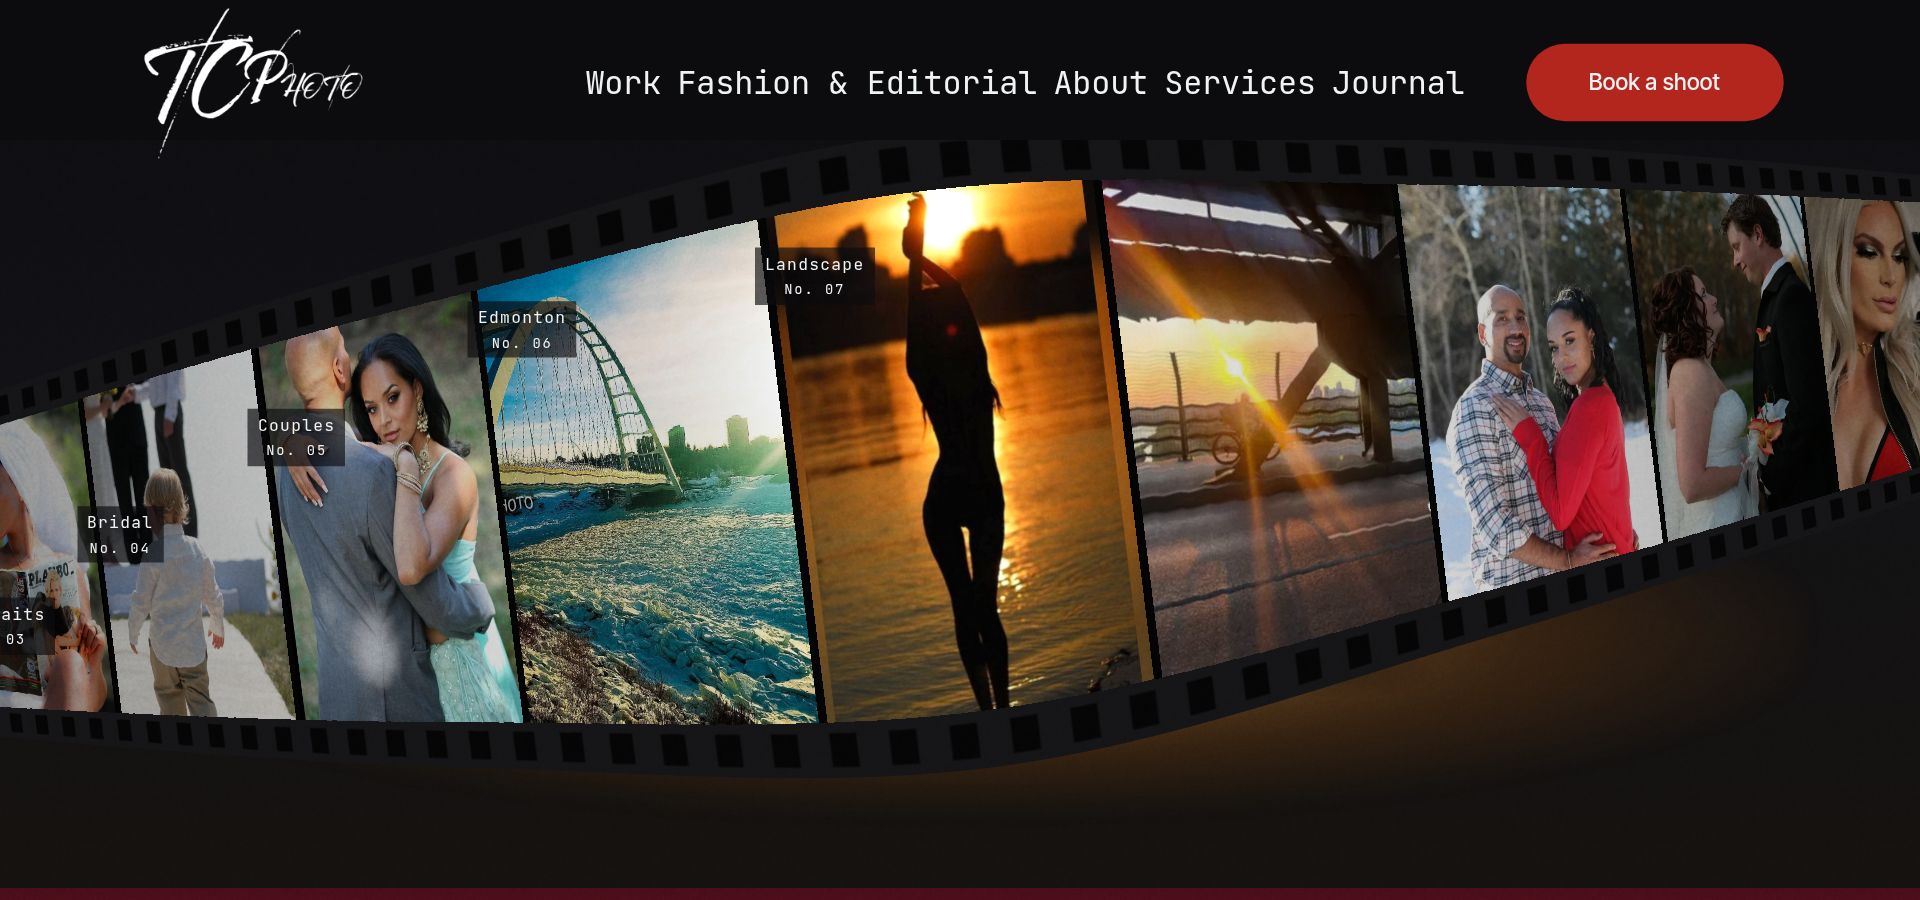 TCPHOTO
Work Fashion & Editorial About Services Journal
Book a shoot
Landscape
No. 07
Edmonton
No. 06
Couples
No. 05
Bridal
No. 04
aits
03
HOTO